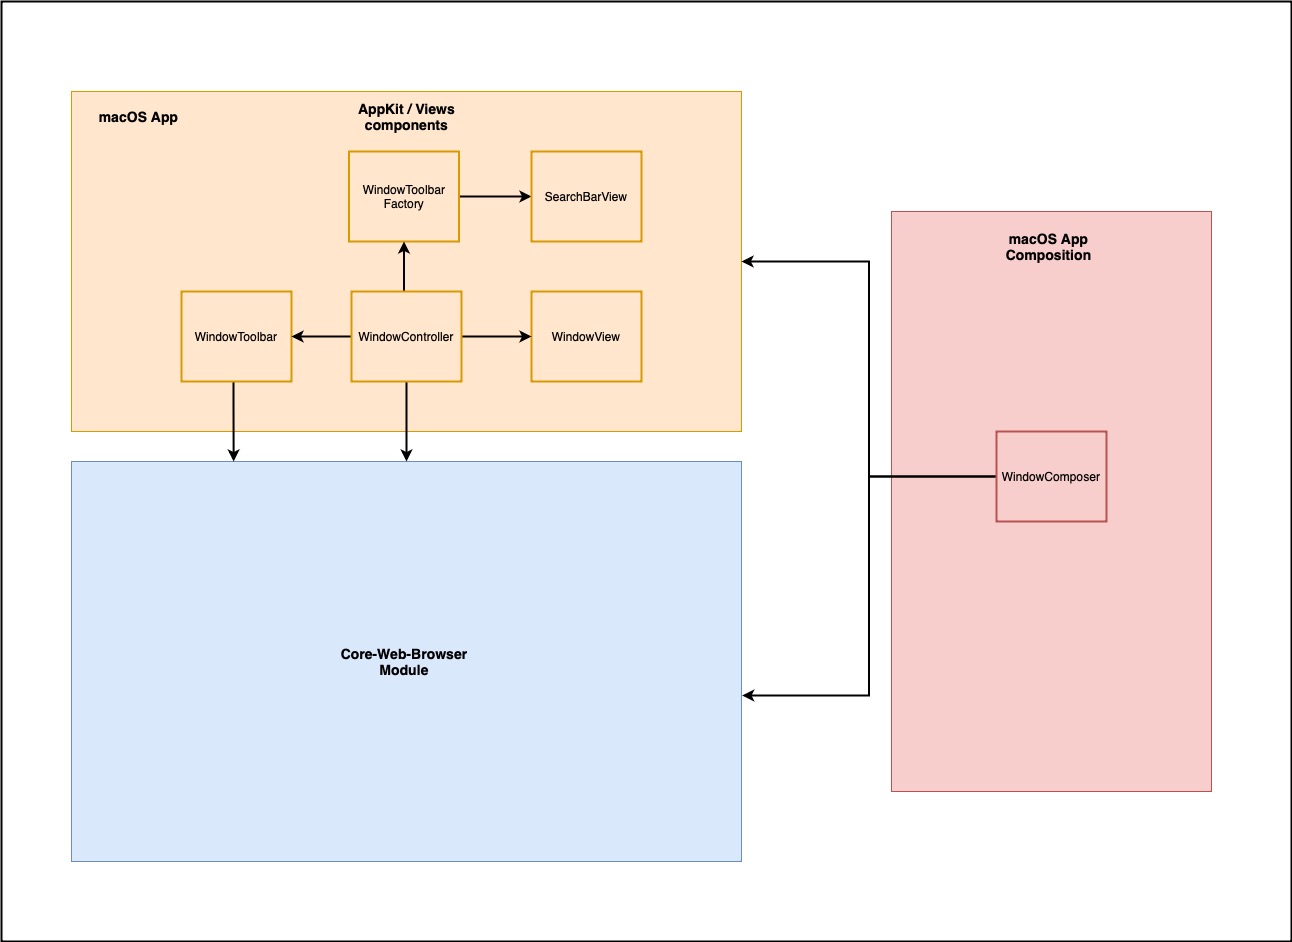 macOS App
AppKit / Views
components
WindowToolbar
Factory
SearchBarView
WindowToolbar
WindowController
WindowView
macOS App
Composition
WindowComposer
Core-Web-Browser
Module